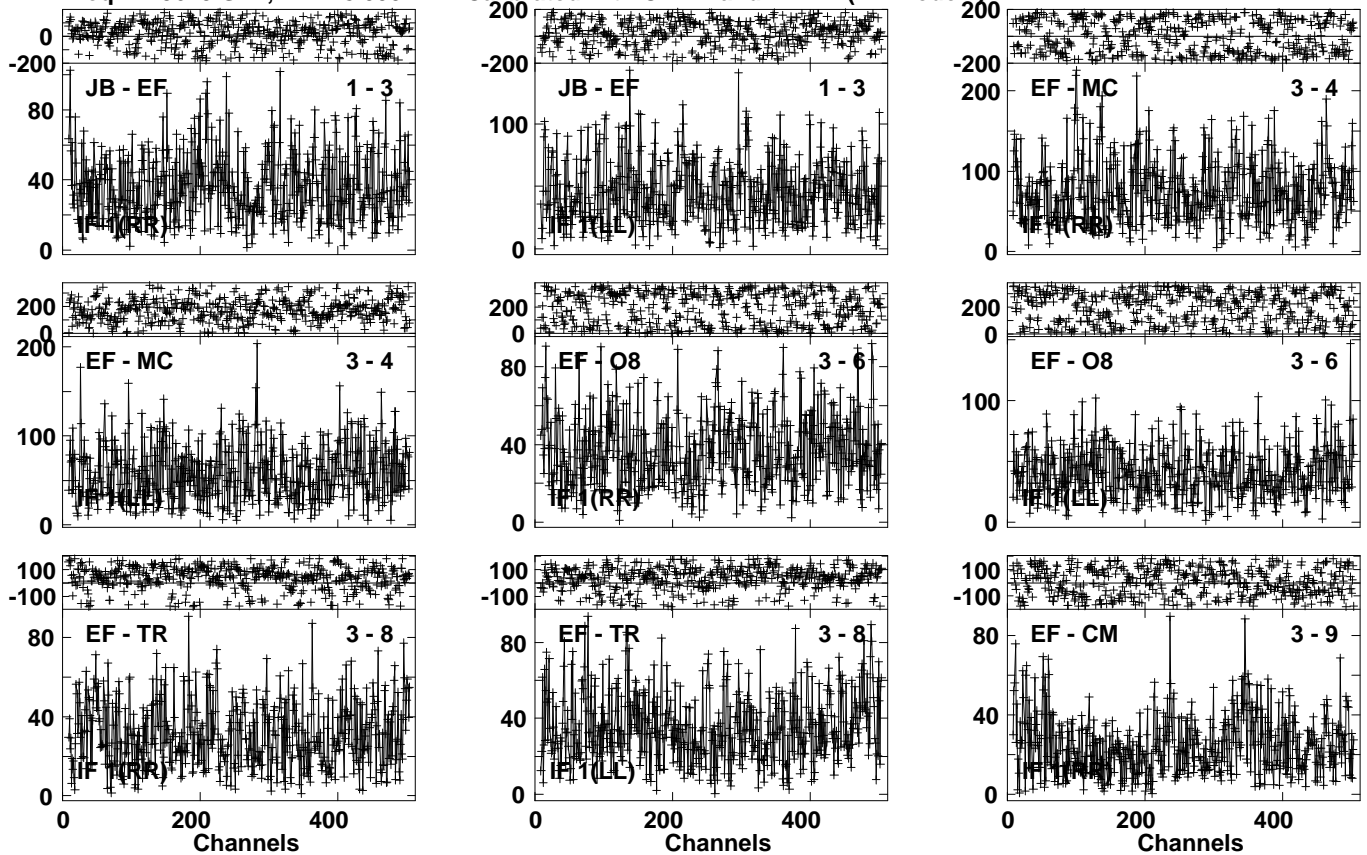 200 200
0
-200 -200 -200
JB - EF 1 - 3 JB - EF 1 - 3 EF - MC 3 - 4
80 100 200
40 100
IF 1(RR) IF 1(LL) IF 1(RR)
0 0 0
200 200 200
0 0 0
200 EF - MC 3 - 4 80 EF - O8 3 - 6 EF - O8 3 - 6
100 40 100
IF 1(LL) IF 1(RR) IF 1(LL)
0 0 0
100 100 100
-100 -100 -100
EF - TR 3 - 8 EF - TR 3 - 8 EF - CM 3 - 9
80 80 80
40 40 40
IF 1(RR) IF 1(LL) IF 1(RR)
0 0 0
0 200 400 0 200 400 0 200 400
Channels Channels Channels